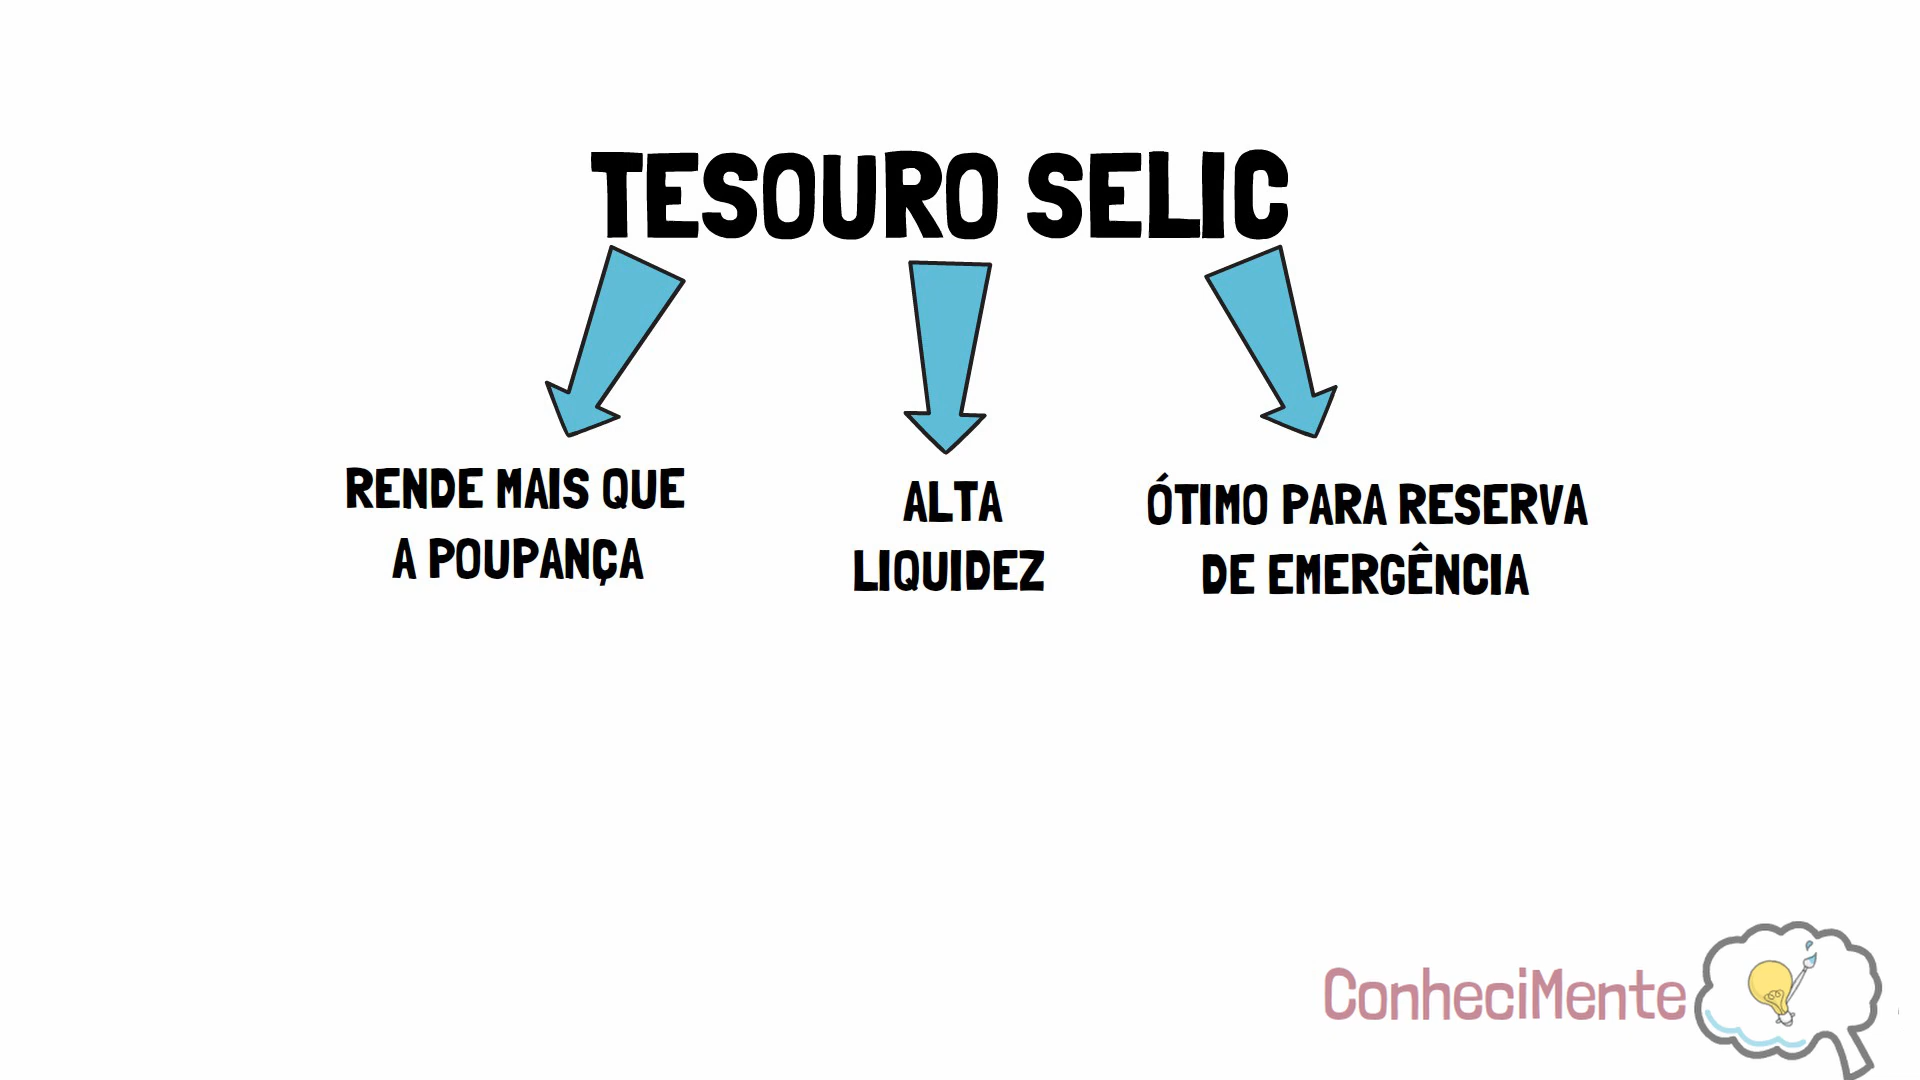 TESOURO SELIC
RENDE MAIS QUE
A POUPANÇA
ALTA
LIQUIDEZ
ÓTIMO PARA RESERVA
DE EMERGÊNCIA
ConheciMente